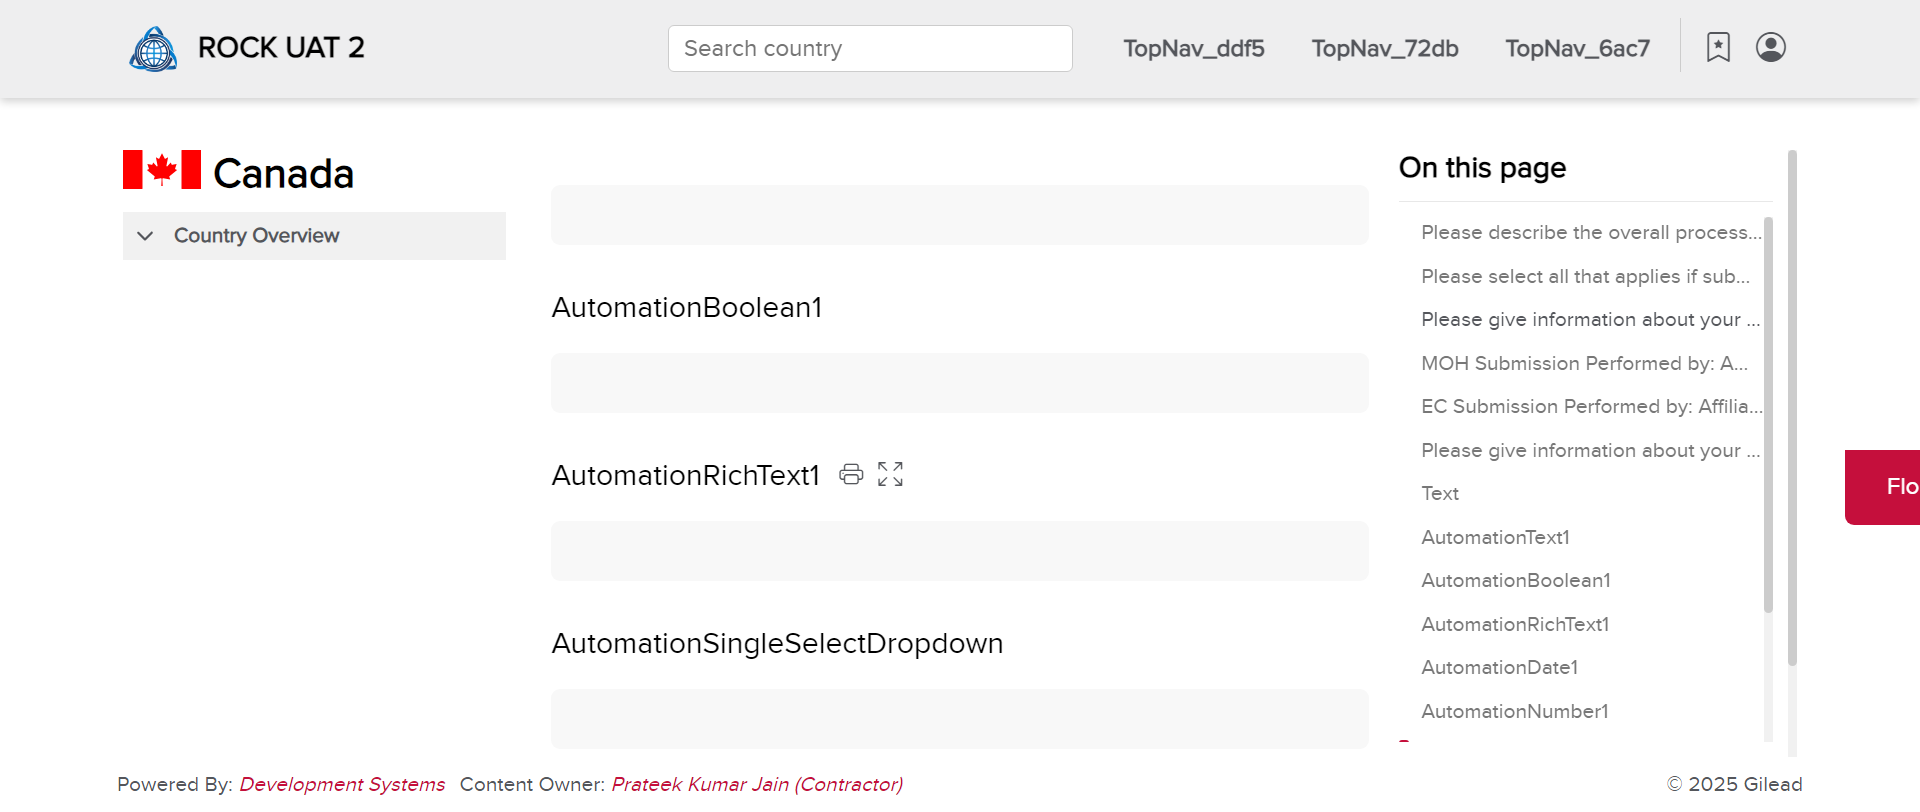 ROCK UAT 2
Search country
TopNav_ddf5
TopNav_72db
TopNav_6ac7
Canada
Country Overview
AutomationBoolean1
AutomationRichText1
AutomationSingleSelectDropdown
On this page
Please describe the overall process...
Please select all that applies if sub...
Please give information about your ...
MOH Submission Performed by: A...
EC Submission Performed by: Affilia...
Please give information about your ...
Text
AutomationText1
AutomationBoolean1
AutomationRichText1
AutomationDate1
AutomationNumber1
Flo
Powered By: Development Systems Content Owner: Prateek Kumar Jain (Contractor)
© 2025 Gilead